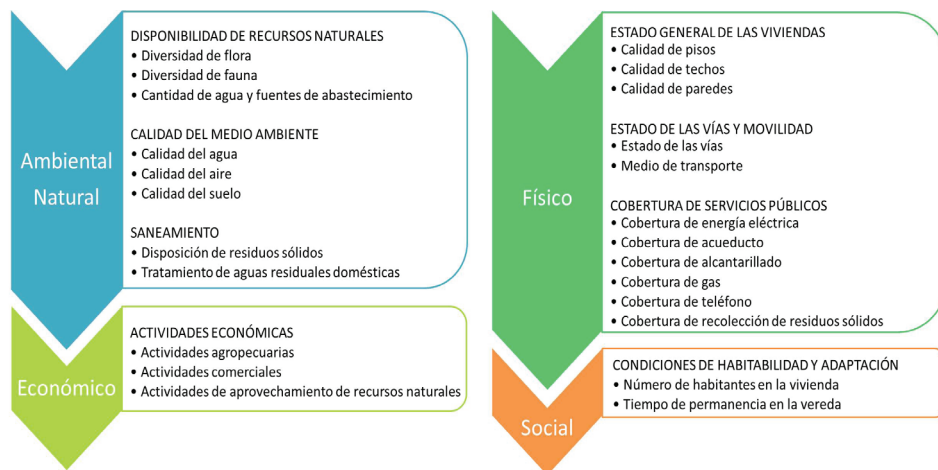 Ambiental
Natural
DISPONIBILIDAD DE RECURSOS NATURALES
• Diversidad de flora
• Diversidad de fauna
• Cantidad de agua y fuentes de abastecimiento
CALIDAD DEL MEDIO AMBIENTE
• Calidad del agua
• Calidad del aire
• Calidad del suelo
SANEAMIENTO
• Disposición de residuos sólidos
• Tratamiento de aguas residuales domésticas
Económico
ACTIVIDADES ECONÓMICAS
• Actividades agropecuarias
• Actividades comerciales
• Actividades de aprovechamiento de recursos naturales
Físico
ESTADO GENERAL DE LAS VIVIENDAS
• Calidad de pisos
• Calidad de techos
• Calidad de paredes
ESTADO DE LAS VÍAS Y MOVILIDAD
• Estado de las vías
• Medio de transporte
COBERTURA DE SERVICIOS PÚBLICOS
• Cobertura de energía eléctrica
• Cobertura de acueducto
• Cobertura de alcantarillado
• Cobertura de gas
• Cobertura de teléfono
• Cobertura de recolección de residuos sólidos
Social
CONDICIONES DE HABITABILIDAD Y ADAPTACIÓN
• Número de habitantes en la vivienda
• Tiempo de permanencia en la vereda